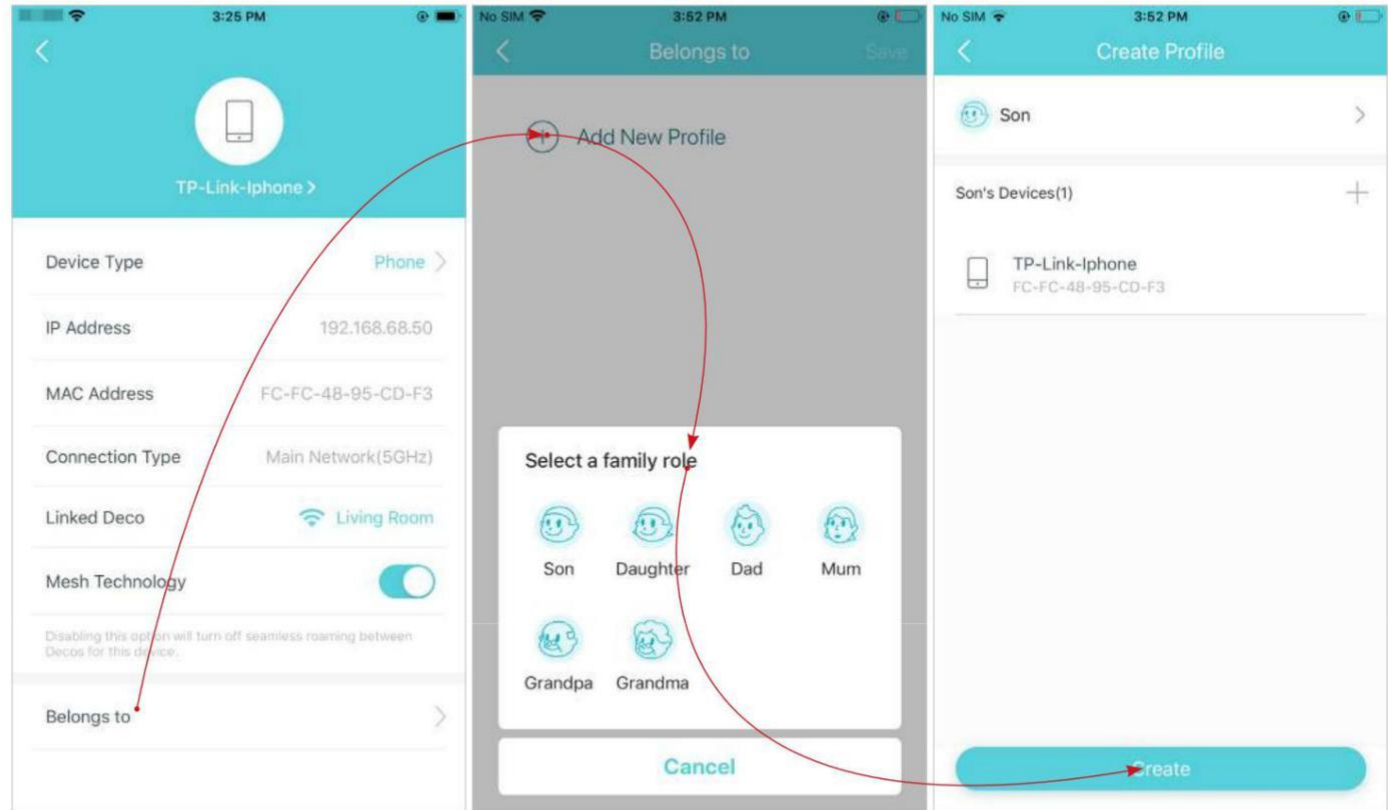 3:25 PM
TP-Link-Iphone >
Device Type Phone >
IP Address 192.168.68.50
MAC Address FC-FC-48-95-CD-F3
Connection Type Main Network(5GHz)
Linked Deco Living Room
Mesh Technology
Disabling this option will turn off seamless roaming between
Decos for this device.
Belongs to >
No SIM 3:52 PM
< Belongs to Save
Add New Profile
Select a family role
Son Daughter Dad Mum
Grandpa Grandma
Cancel
No SIM 3:52 PM
< Create Profile
Son >
Son's Devices(1) +
TP-Link-Iphone
FC-FC-48-95-CD-F3
Create